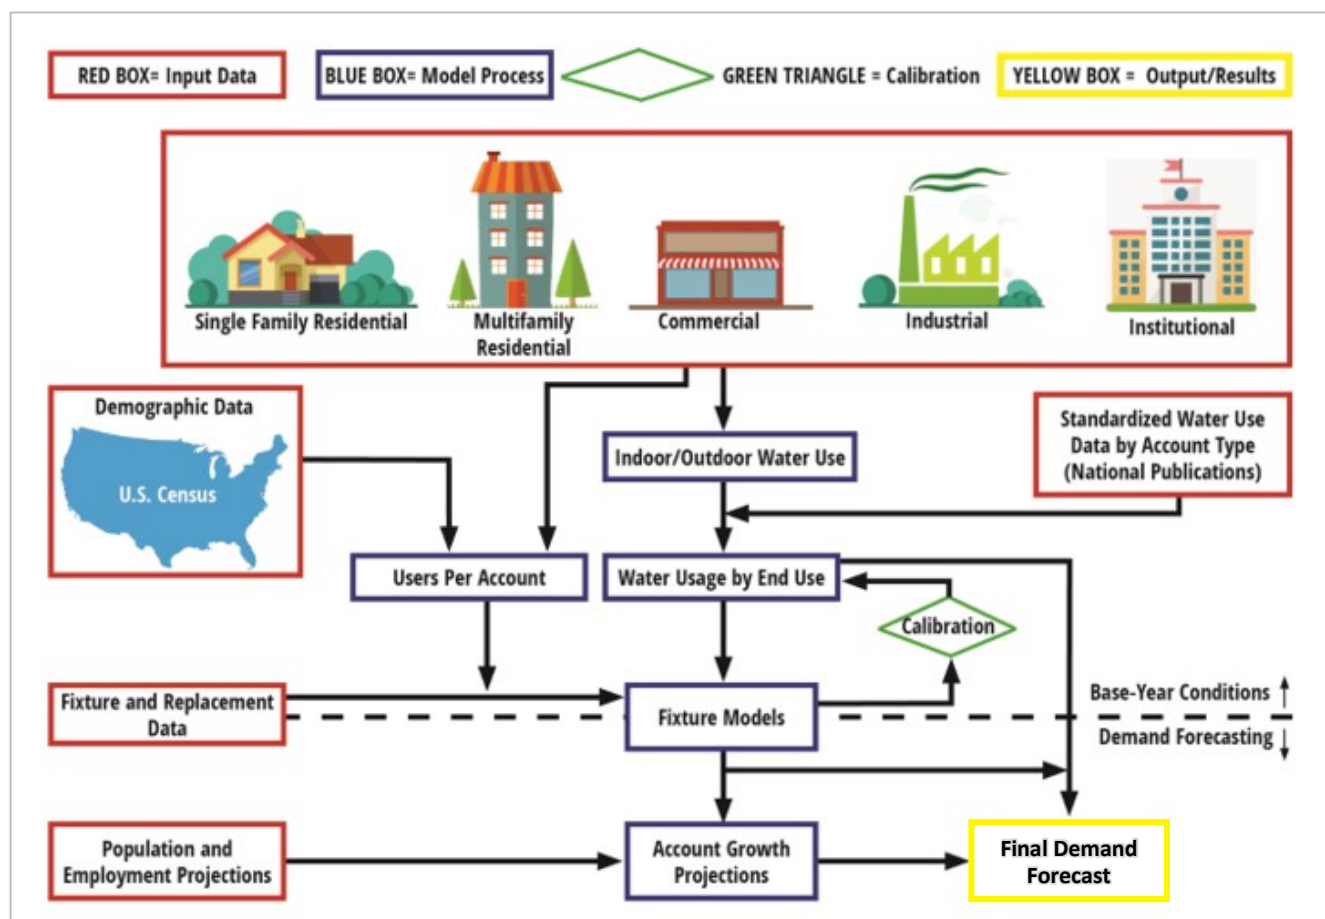 RED BOX= Input Data
BLUE BOX= Model Process
GREEN TRIANGLE = Calibration
YELLOW BOX = Output/Results
Single Family Residential
Multifamily
Residential
Commercial
Industrial
Institutional
Demographic Data
U.S. Census
Indoor/Outdoor Water Use
Standardized Water Use
Data by Account Type
(National Publications)
Users Per Account
Water Usage by End Use
Calibration
Fixture and Replacement
Data
Fixture Models
Base-Year Conditions
Demand Forecasting
Population and
Employment Projections
Account Growth
Projections
Final Demand
Forecast